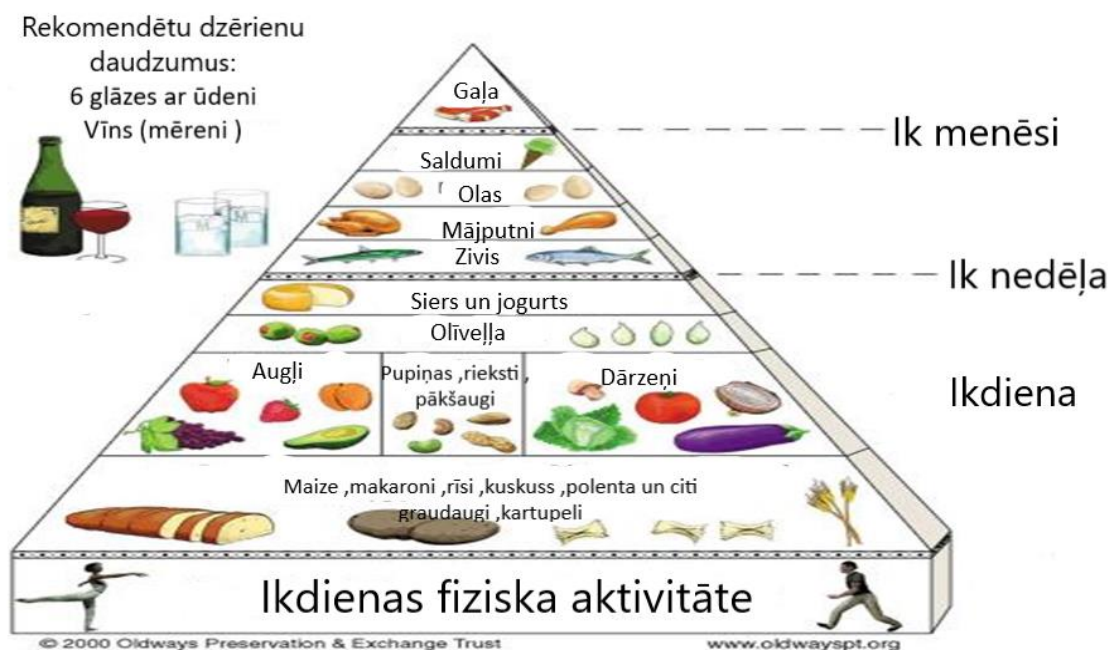 Rekomendētu dzērienu
daudzumus:
6 glāzes ar ūdeni
Vīns (mēreni )
Gaļa
Ik menēsi
Saldumi
Olas
Mājputni
Zivis
Ik nedēļa
Siers un jogurts
Olīveļļa
Ikdiena
Augļi
Pupiņas ,rieksti ,
pākšaugi
Dārzeņi
Maize ,makaroni ,rīsi ,kuskuss ,polenta un citi
graudaugi ,kartupeli
Ikdienas fiziska aktivitāte
© 2000 Oldways Preservation & Exchange Trust
www.oldwayspt.org